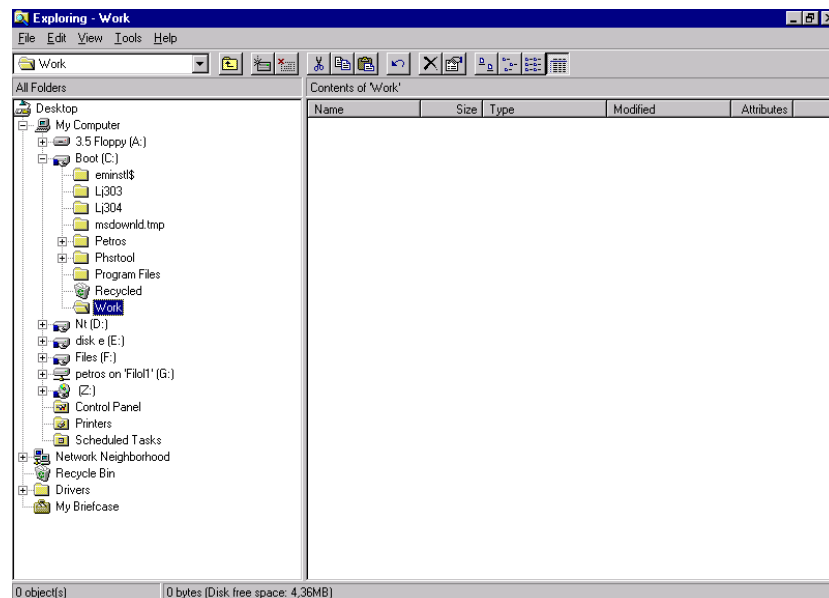 Exploring - Work
File Edit View Tools Help
Work
All Folders
Contents of 'Work'
Name Size Type Modified Attributes
Desktop
My Computer
3.5 Floppy (A:)
Boot (C:)
eminstl$
Lj303
Lj304
msdownld.tmp
Petros
Phsrtool
Program Files
Recycled
Work
Nt (D:)
disk e (E:)
Files (F:)
petros on 'Filol1' (G:)
(Z:)
Control Panel
Printers
Scheduled Tasks
Network Neighborhood
Recycle Bin
Drivers
My Briefcase
0 object(s) 0 bytes (Disk free space: 4,36MB)